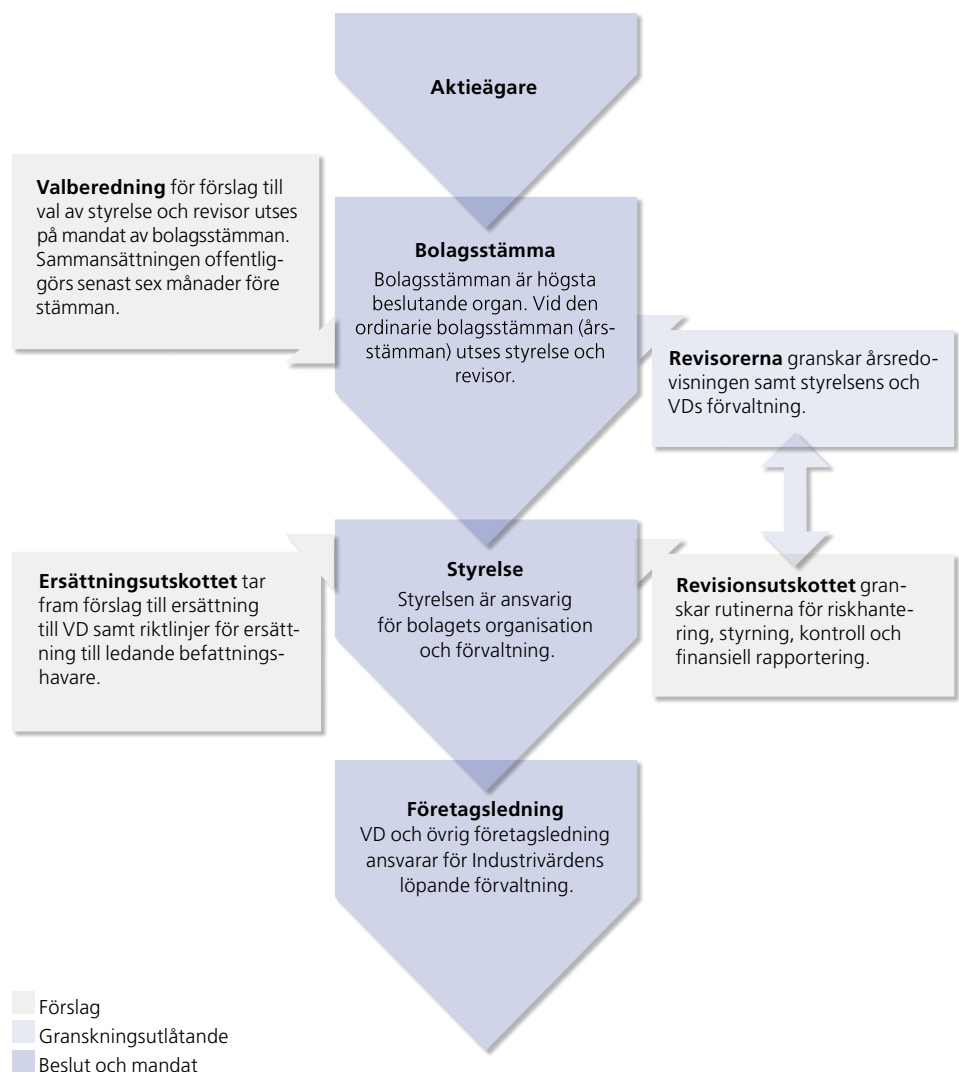 Aktieägare
Valberedning för förslag till
val av styrelse och revisor utses
på mandat av bolagsstämman.
Sammansättningen offentlig-
görs senast sex månader före
stämman.
Bolagsstämma
Bolagsstämman är högsta
beslutande organ. Vid den
ordinarie bolagsstämman (års-
stämman) utses styrelse och
revisor.
Revisorerna granskar årsredo-
visningen samt styrelsens och
VDs förvaltning.
Ersättningsutskottet tar
fram förslag till ersättning
till VD samt riktlinjer för ersätt-
ning till ledande befattnings-
havare.
Styrelse
Styrelsen är ansvarig
för bolagets organisation
och förvaltning.
Revisionsutskottet gran-
skar rutinerna för riskhante-
ring, styrning, kontroll och
finansiell rapportering.
Företagsledning
VD och övrig företagsledning
ansvarar för Industrivärdens
löpande förvaltning.
Förslag
Granskningsutlåtande
Beslut och mandat